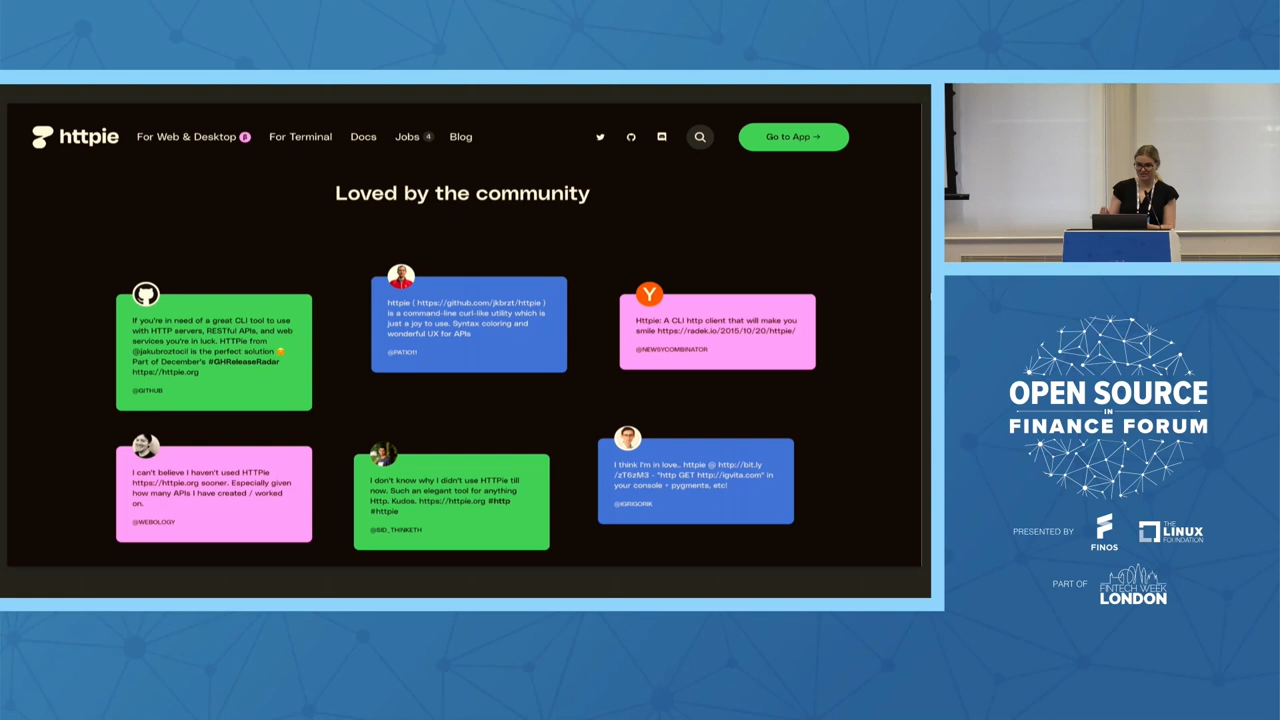 httpie
For Web & Desktop β
For Terminal
Docs
Jobs 4
Blog
Go to App →
Loved by the community
If you're in need of a great CLI tool to use
with HTTP servers, RESTful APIs, and web
services you're in luck. HTTPie from
@jakubroztocil is the perfect solution 😊
Part of December's #GHReleaseRadar
https://httpie.org
@GITHUB
httpie ( https://github.com/jkbrzt/httpie )
is a command-line curl-like utility which is
just a joy to use. Syntax coloring and
wonderful UX for APIs
@PATIO11
Y
Httpie: A CLI http client that will make you
smile https://radek.io/2015/10/20/httpie/
@NEWSYCOMBINATOR
I can't believe I haven't used HTTPie
https://httpie.org sooner. Especially given
how many APIs I have created / worked
on.
@WEBOLOGY
I don't know why I didn't use HTTPie till
now. Such an elegant tool for anything
Http. Kudos. https://httpie.org #http
#httpie
@SID_THINKETH
I think I'm in love.. httpie @ http://bit.ly
/zT6zM3 - "http GET http://igvita.com" in
your console + pygments, etc!
@IGRIGORIK
OPEN SOURCE
IN
FINANCE FORUM
PRESENTED BY
FINOS
THE
LINUX
FOUNDATION
PART OF
FINTECH WEEK
LONDON